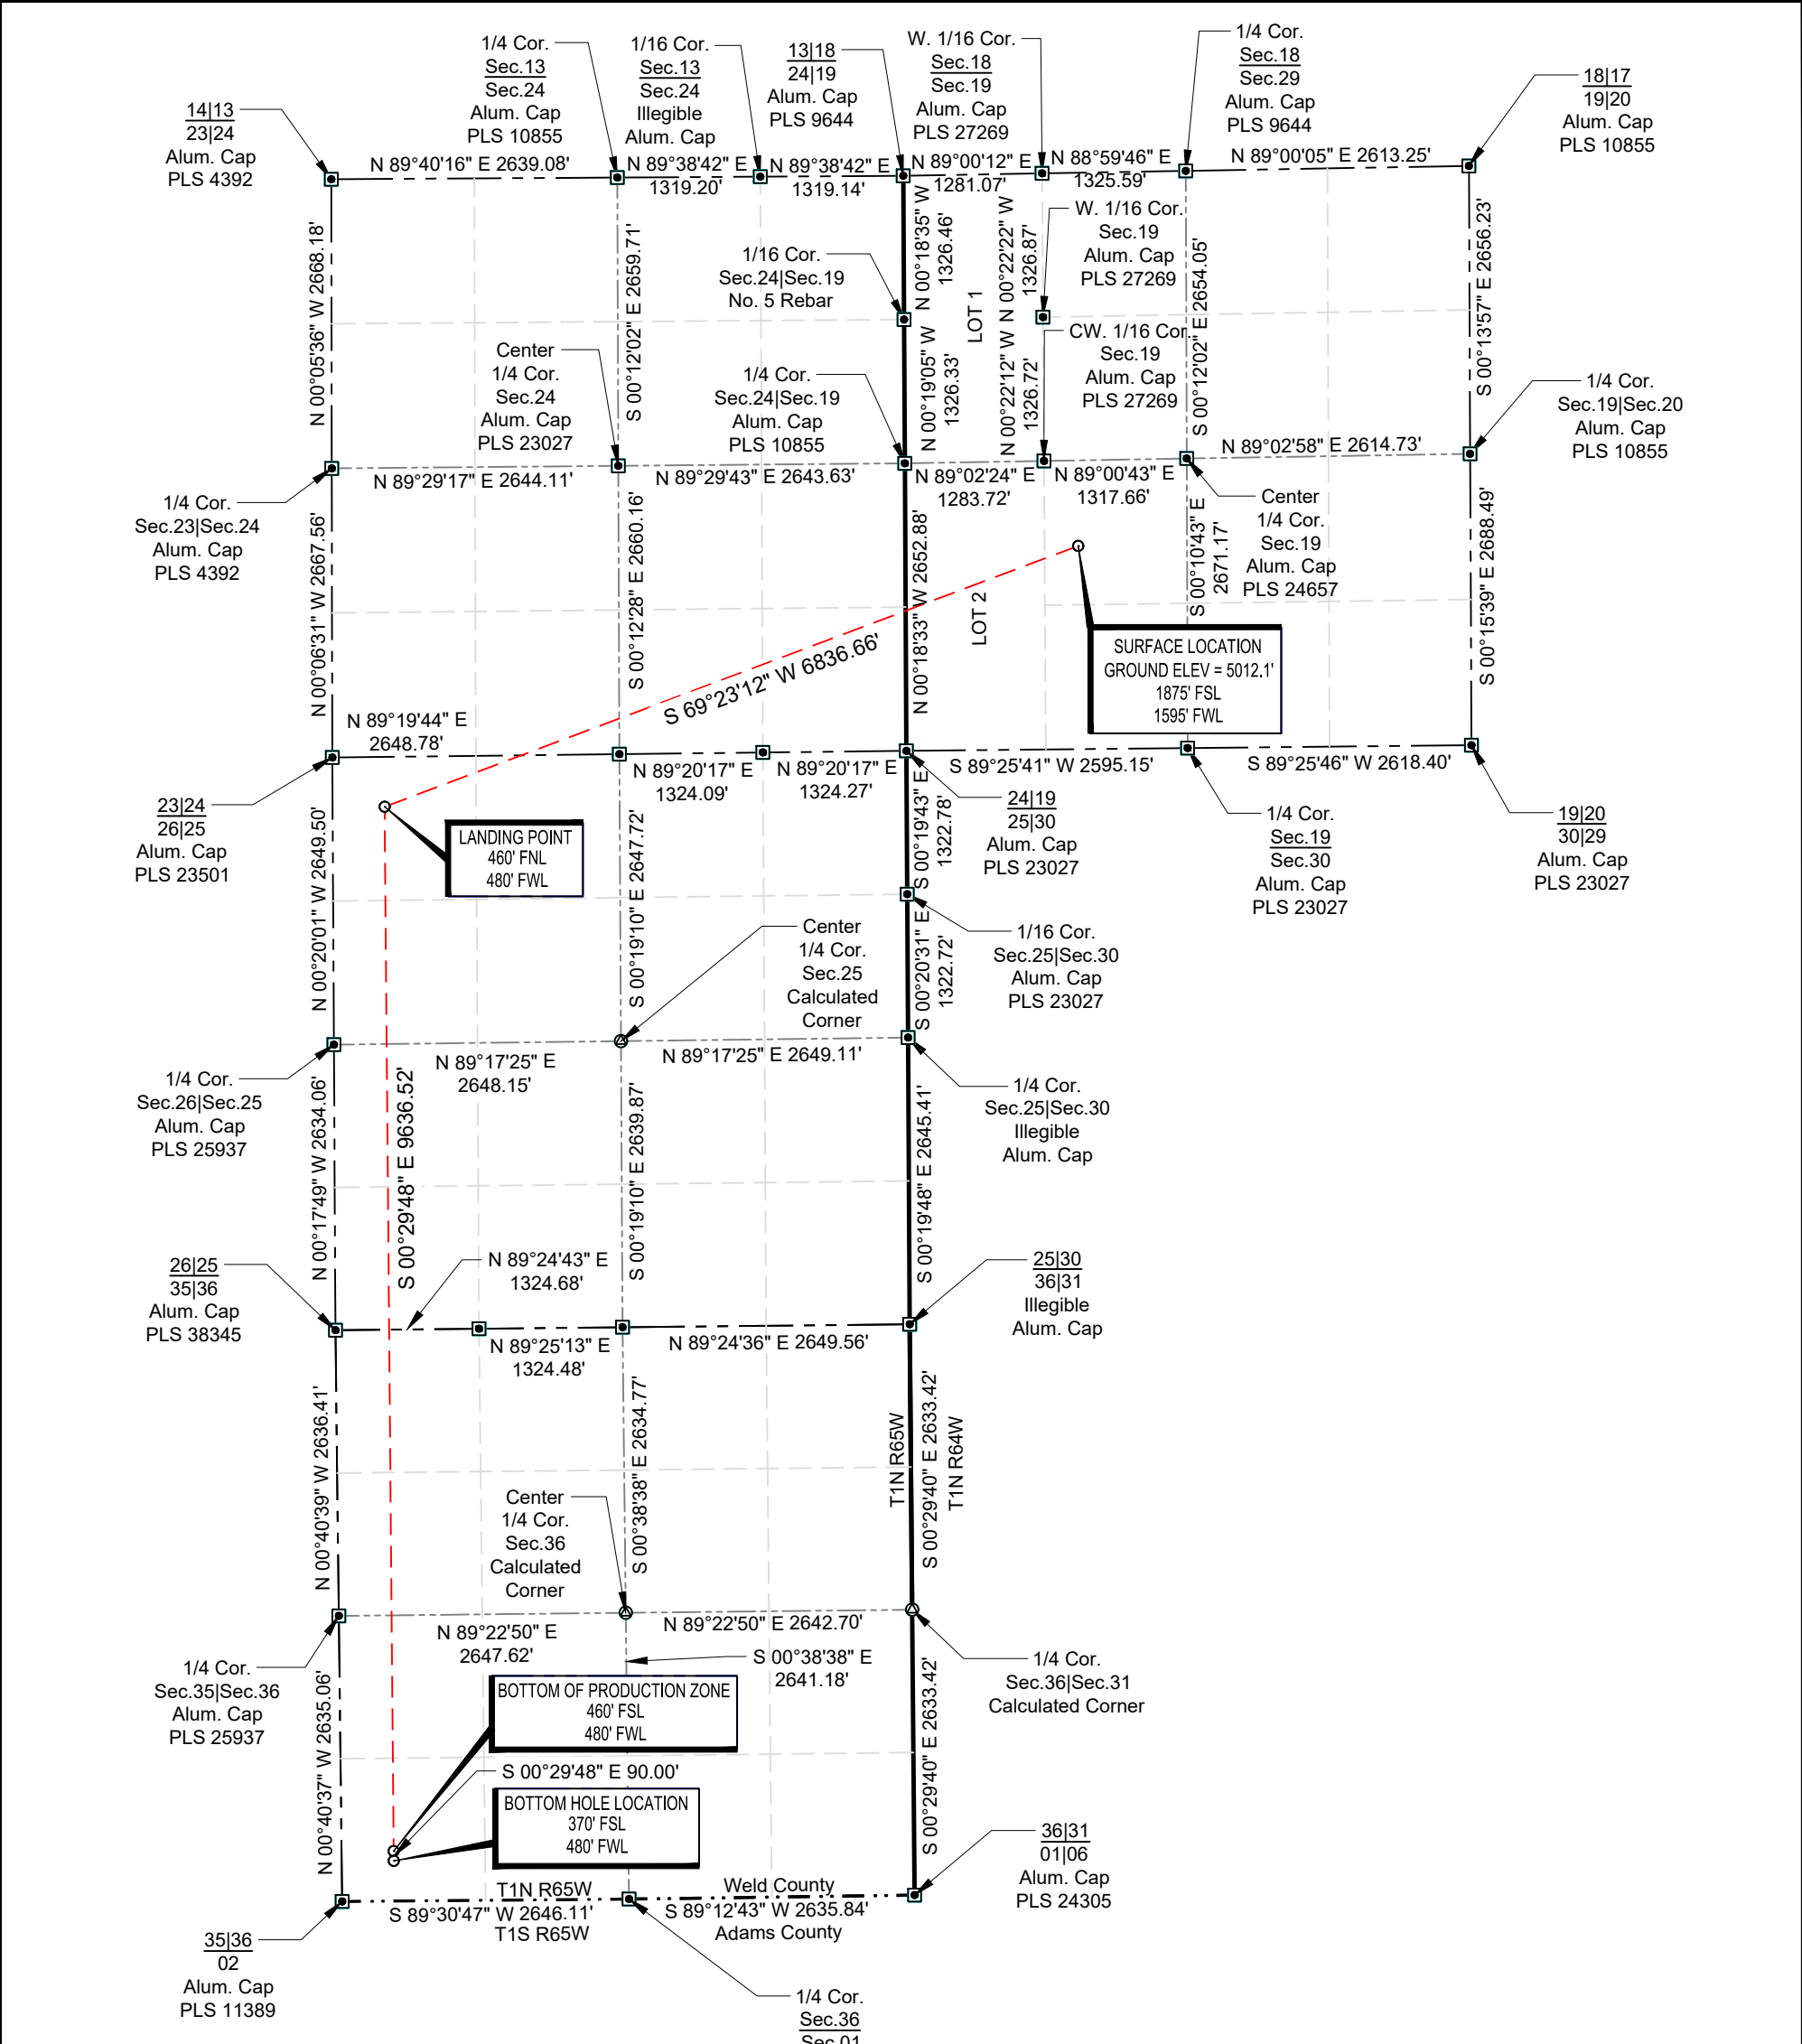 1/4 Cor.
Sec.13
Sec.24
Alum. Cap
PLS 10855
1/16 Cor.
Sec.13
Sec.24
Illegible
Alum. Cap
13|18
24|19
Alum. Cap
PLS 9644
W. 1/16 Cor.
Sec.18
Sec.19
Alum. Cap
PLS 27269
1/4 Cor.
Sec.18
Sec.29
Alum. Cap
PLS 9644
18|17
19|20
Alum. Cap
PLS 10855
14|13
23|24
Alum. Cap
PLS 4392
N 89°40'16" E 2639.08'
N 89°38'42" E
1319.20'
N 89°38'42" E
1319.14'
N 89°00'12" E
1281.07'
N 88°59'46" E
1325.59'
N 89°00'05" E 2613.25'
N 00°05'36" W 2668.18'
S 00°12'02" E 2659.71'
1/16 Cor.
Sec.24|Sec.19
No. 5 Rebar
N 00°18'35" W
1326.46'
LOT 1
N 00°22'22" W
1326.87'
W. 1/16 Cor.
Sec.19
Alum. Cap
PLS 27269
S 00°12'02" E 2654.05'
S 00°13'57" E 2656.23'
Center
1/4 Cor.
Sec.24
Alum. Cap
PLS 23027
1/4 Cor.
Sec.24|Sec.19
Alum. Cap
PLS 10855
N 00°19'05" W
1326.33'
N 00°22'12" W
1326.72'
CW. 1/16 Cor.
Sec.19
Alum. Cap
PLS 27269
1/4 Cor.
Sec.19|Sec.20
Alum. Cap
PLS 10855
N 89°29'17" E 2644.11'
N 89°29'43" E 2643.63'
N 89°02'24" E
1283.72'
N 89°00'43" E
1317.66'
N 89°02'58" E 2614.73'
1/4 Cor.
Sec.23|Sec.24
Alum. Cap
PLS 4392
Center
1/4 Cor.
Sec.19
Alum. Cap
PLS 24657
N 00°06'31" W 2667.56'
S 00°12'28" E 2660.16'
N 00°18'33" W 2652.88'
LOT 2
S 00°10'43" E
2671.17'
S 00°15'39" E 2688.49'
S 69°23'12" W 6836.66'
SURFACE LOCATION
GROUND ELEV = 5012.1'
1875' FSL
1595' FWL
N 89°19'44" E
2648.78'
N 89°20'17" E
1324.09'
N 89°20'17" E
1324.27'
S 89°25'41" W 2595.15'
S 89°25'46" W 2618.40'
23|24
26|25
Alum. Cap
PLS 23501
LANDING POINT
460' FNL
480' FWL
24|19
25|30
Alum. Cap
PLS 23027
1/4 Cor.
Sec.19
Sec.30
Alum. Cap
PLS 23027
19|20
30|29
Alum. Cap
PLS 23027
N 00°20'01" W 2649.50'
S 00°19'10" E 2647.72'
S 00°19'43" E
1322.78'
Center
1/4 Cor.
Sec.25
Calculated
Corner
S 00°20'31" E
1322.72'
1/16 Cor.
Sec.25|Sec.30
Alum. Cap
PLS 23027
N 89°17'25" E
2648.15'
N 89°17'25" E 2649.11'
1/4 Cor.
Sec.26|Sec.25
Alum. Cap
PLS 25937
1/4 Cor.
Sec.25|Sec.30
Illegible
Alum. Cap
N 00°17'49" W 2634.06'
S 00°29'48" E 9636.52'
S 00°19'10" E 2639.87'
S 00°19'48" E 2645.41'
26|25
35|36
Alum. Cap
PLS 38345
N 89°24'43" E
1324.68'
25|30
36|31
Illegible
Alum. Cap
N 89°25'13" E
1324.48'
N 89°24'36" E 2649.56'
N 00°40'39" W 2636.41'
S 00°38'38" E 2634.77'
T1N R65W
S 00°29'40" E 2633.42'
T1N R64W
Center
1/4 Cor.
Sec.36
Calculated
Corner
N 89°22'50" E
2647.62'
N 89°22'50" E 2642.70'
S 00°38'38" E
2641.18'
1/4 Cor.
Sec.35|Sec.36
Alum. Cap
PLS 25937
1/4 Cor.
Sec.36|Sec.31
Calculated Corner
N 00°40'37" W 2635.06'
BOTTOM OF PRODUCTION ZONE
460' FSL
480' FWL
S 00°29'48" E 90.00'
BOTTOM HOLE LOCATION
370' FSL
480' FWL
S 00°29'40" E 2633.42'
36|31
01|06
Alum. Cap
PLS 24305
T1N R65W
Weld County
S 89°30'47" W 2646.11'
S 89°12'43" W 2635.84'
T1S R65W
Adams County
35|36
02
Alum. Cap
PLS 11389
1/4 Cor.
Sec.36
Sec.01